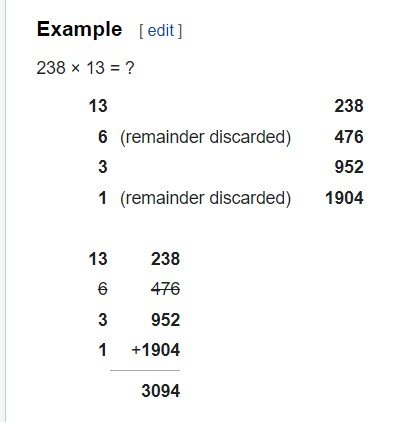 Example [ edit ]
238 × 13 = ?
13 238
6 (remainder discarded) 476
3 952
1 (remainder discarded) 1904
13 238
6 476
3 952
1 +1904
3094